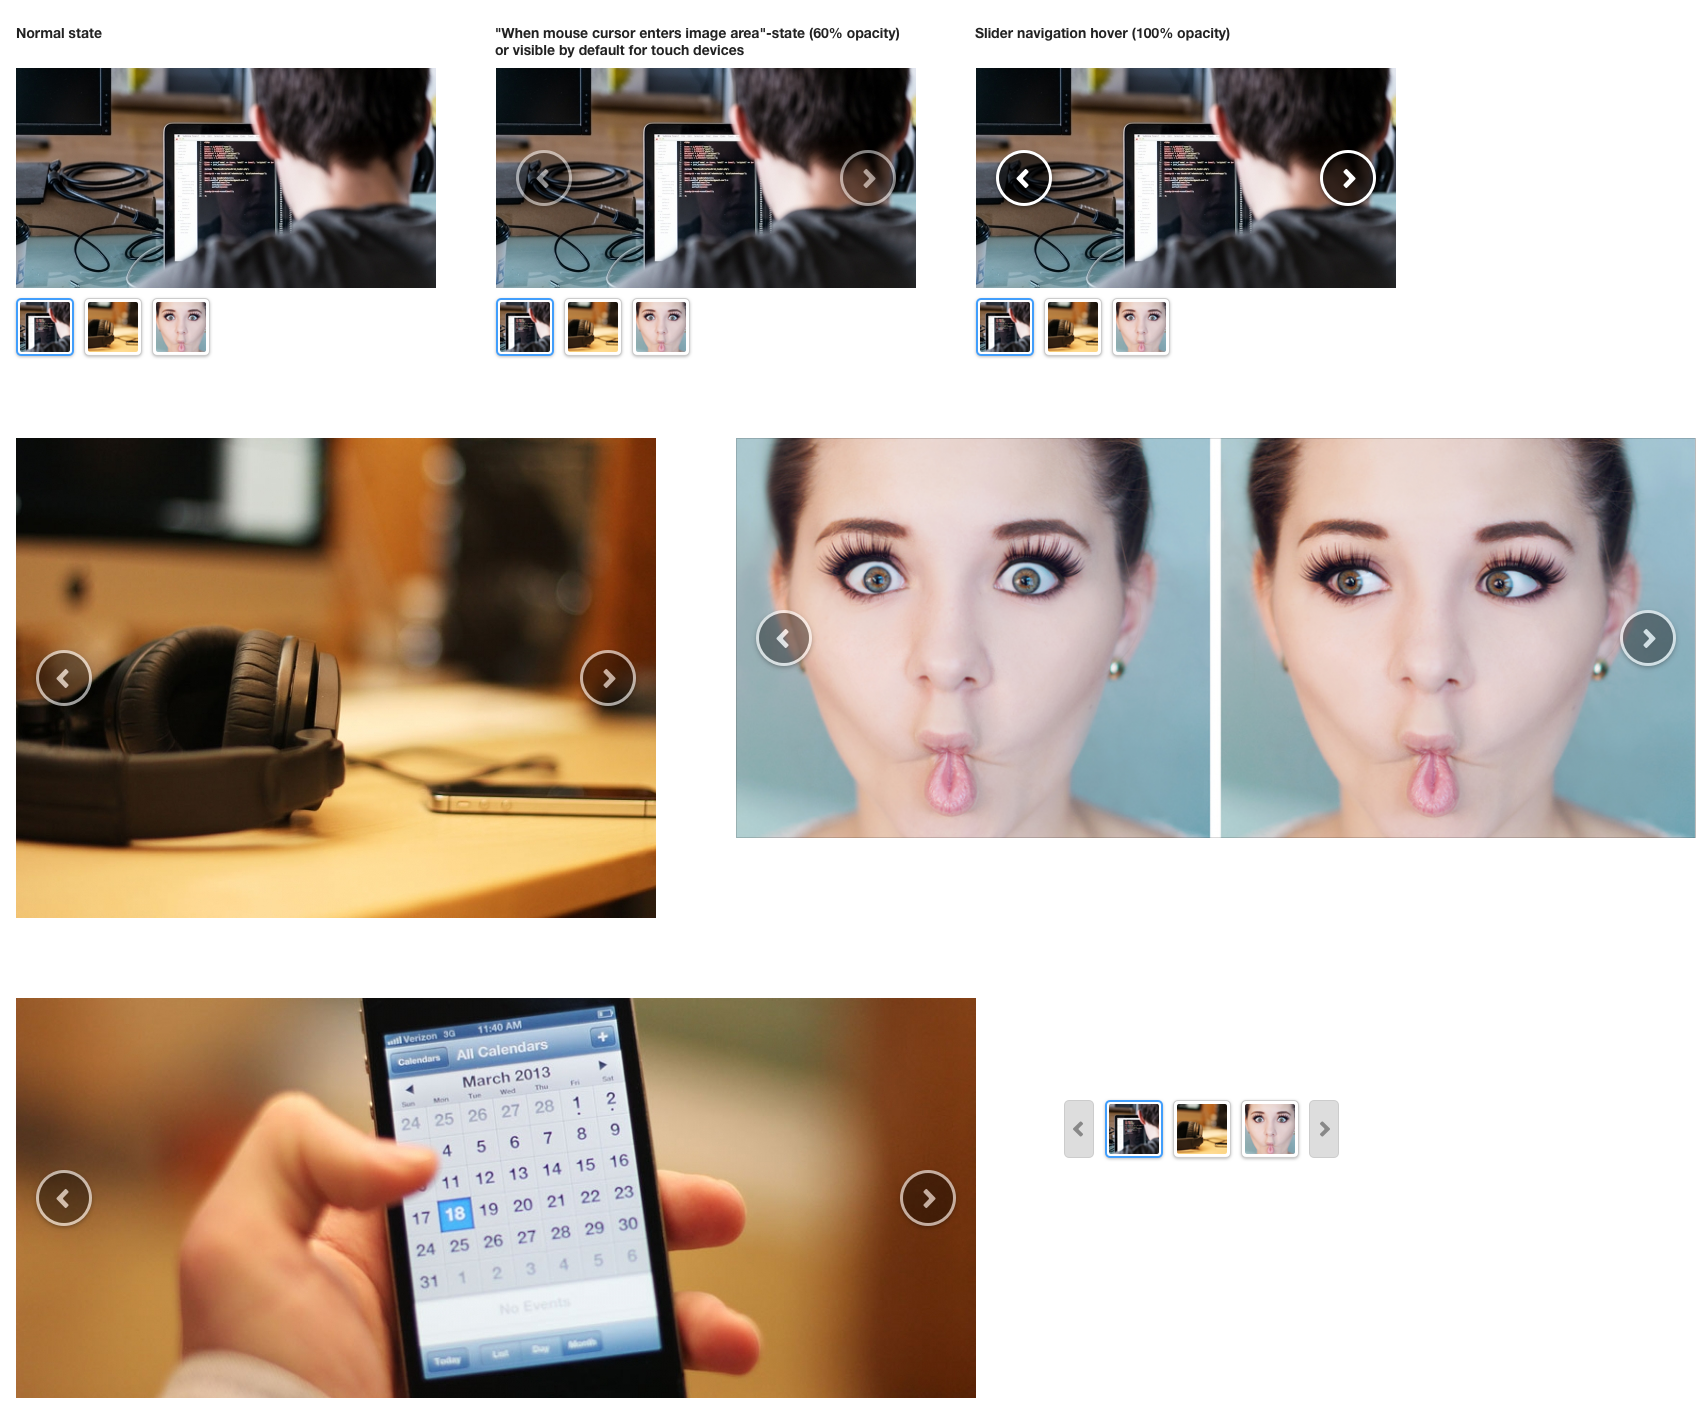 Normal state
"When mouse cursor enters image area"-state (60% opacity)
or visible by default for touch devices
Slider navigation hover (100% opacity)
Verizon 3G 11:40 AM
Calendars All Calendars +
March 2013
Sun Mon Tue Wed Thu Fri Sat
24 25 26 27 28 1 2
4 5 6 7 8 9
11 12 13 14 15 16
17 18 19 20 21 22 23
24 25 26 27 28 29 30
31 1 2 3 4 5 6
No Events
Today List Day Month